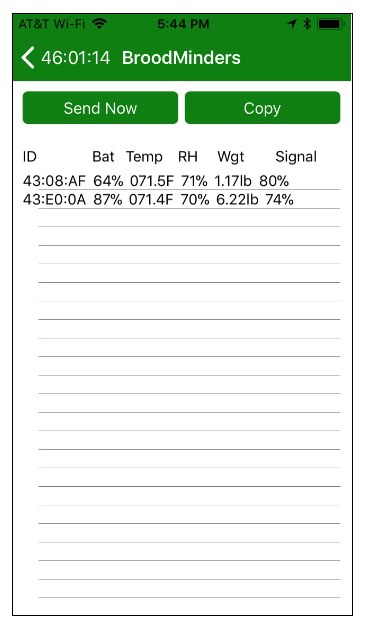 AT&T Wi-Fi 5:44 PM
46:01:14 BroodMinders
Send Now Copy
ID Bat Temp RH Wgt Signal
43:08:AF 64% 071.5F 71% 1.17lb 80%
43:E0:0A 87% 071.4F 70% 6.22lb 74%